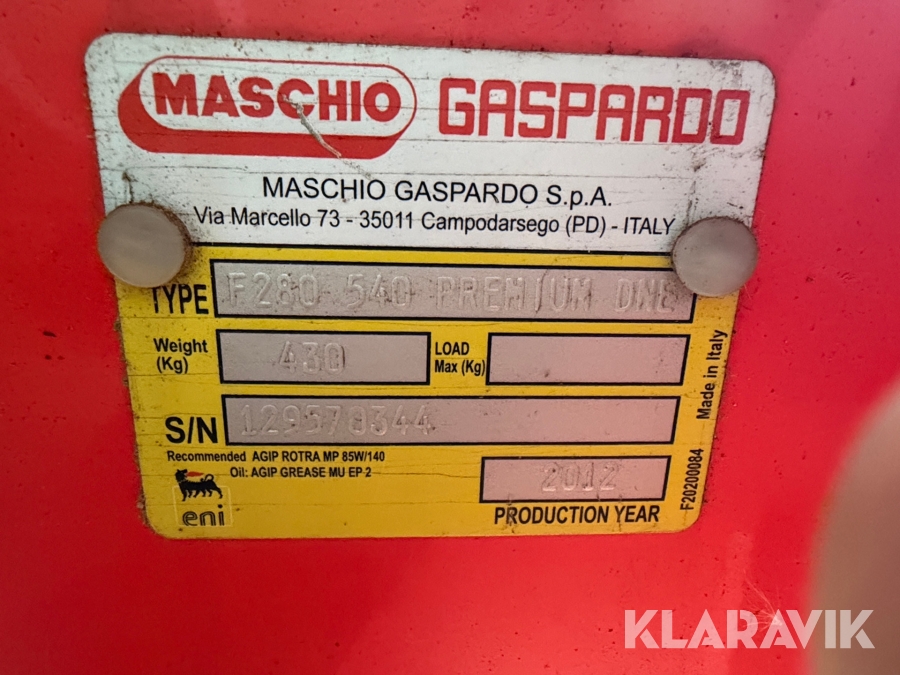 MASCHIO GASPARDO
MASCHIO GASPARDO S.p.A.
Via Marcello 73 - 35011 Campodarsego (PD) - ITALY
TYPE F280 540 PREMIUM
Weight (Kg) 430 LOAD Max (Kg)
S/N 129578344
Recommended AGIP ROTRA MP 85W/140
Oil: AGIP GREASE MU EP 2
eni
2012
PRODUCTION YEAR
F20200084 Made in Italy
KLARAVIK